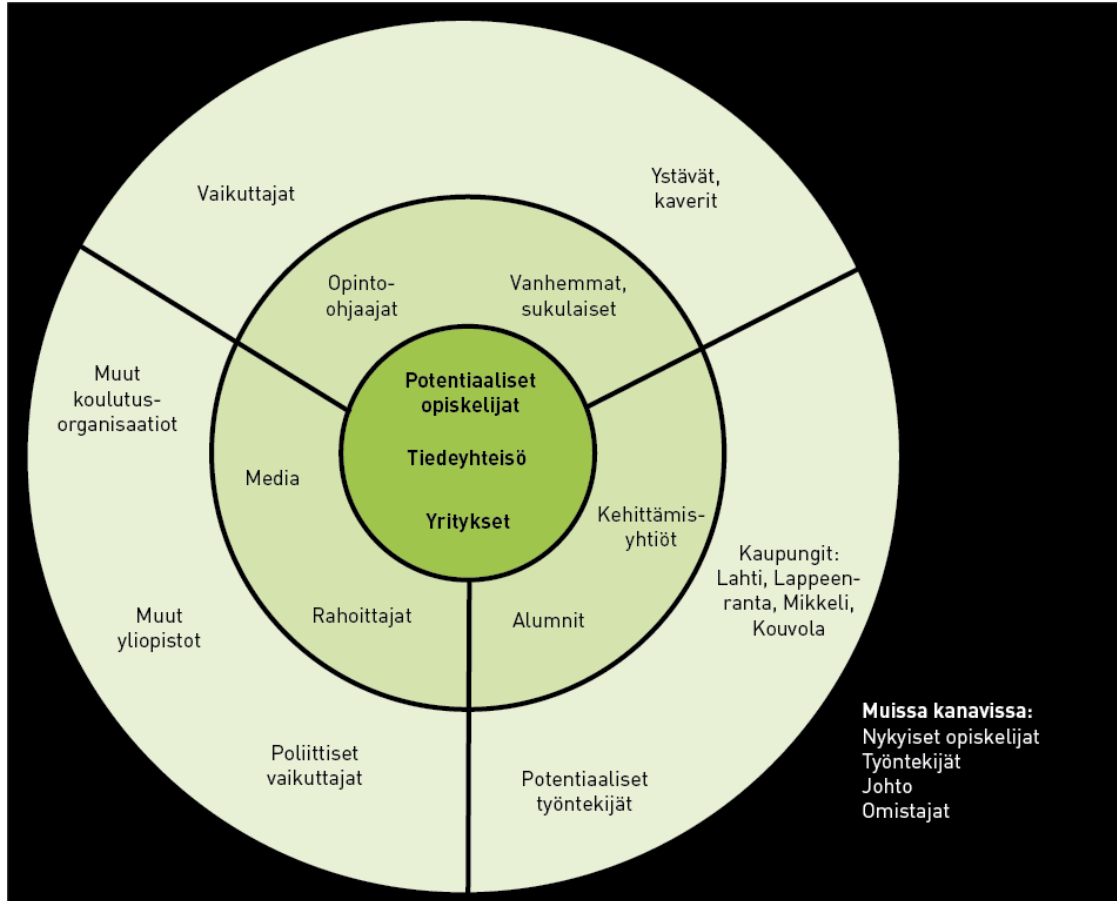 Vaikuttajat
Ystävät,
kaverit
Opinto-
ohjaajat
Vanhemmat,
sukulaiset
Muut
koulutus-
organisaatiot
Potentiaaliset
opiskelijat
Tiedeyhteisö
Yritykset
Media
Kehittämis-
yhtiöt
Kaupungit:
Lahti, Lappeen-
ranta, Mikkeli,
Kouvola
Muut
yliopistot
Rahoittajat
Alumnit
Poliittiset
vaikuttajat
Potentiaaliset
työntekijät
Muissa kanavissa:
Nykyiset opiskelijat
Työntekijät
Johto
Omistajat